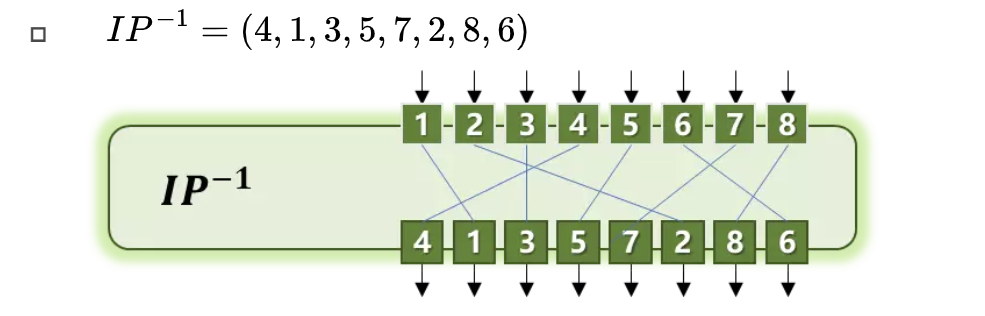 IP⁻¹ = (4, 1, 3, 5, 7, 2, 8, 6)
1 2 3 4 5 6 7 8
IP⁻¹
4 1 3 5 7 2 8 6